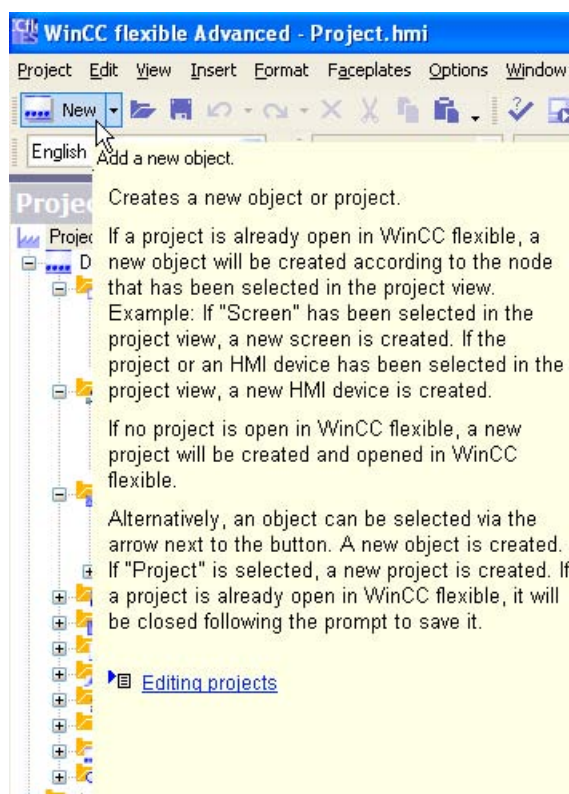 WinCC flexible Advanced - Project.hmi
Project Edit View Insert Format Faceplates Options Window
New
English
Add a new object.
Creates a new object or project.
Proje
Projec
If a project is already open in WinCC flexible, a
D
new object will be created according to the node
that has been selected in the project view.
Example: If "Screen" has been selected in the
project view, a new screen is created. If the
project or an HMI device has been selected in the
project view, a new HMI device is created.
If no project is open in WinCC flexible, a new
project will be created and opened in WinCC
flexible.
Alternatively, an object can be selected via the
arrow next to the button. A new object is created.
If "Project" is selected, a new project is created. If
a project is already open in WinCC flexible, it will
be closed following the prompt to save it.
Editing projects